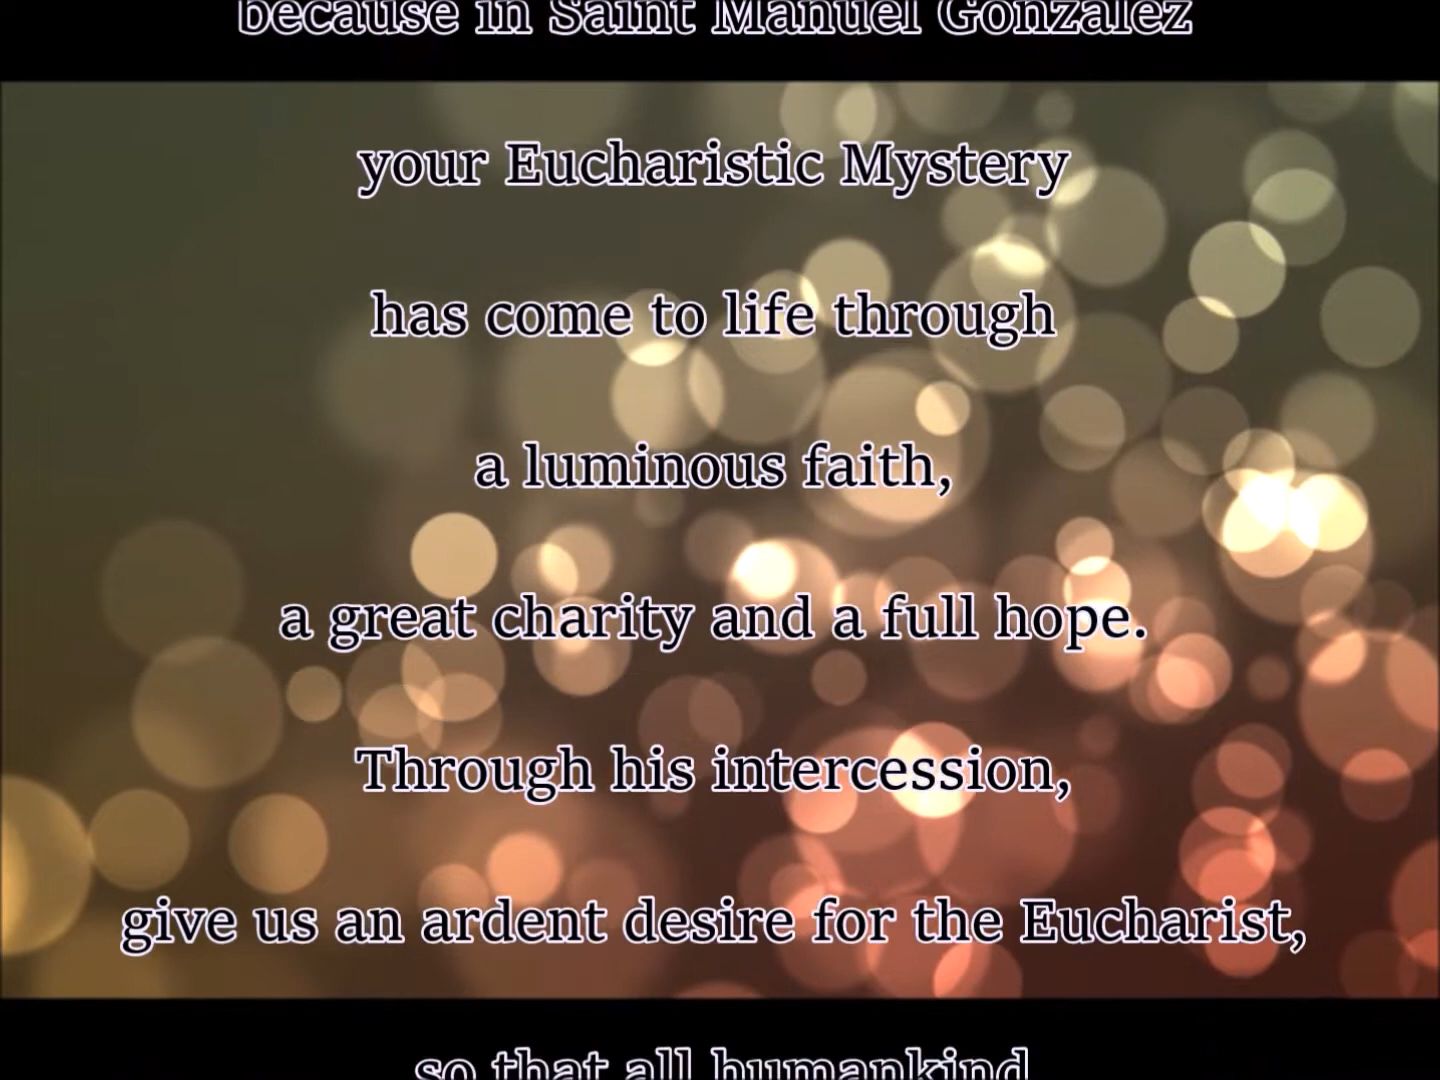 because in Saint Manuel Gonzalez
your Eucharistic Mystery
has come to life through
a luminous faith,
a great charity and a full hope.
Through his intercession,
give us an ardent desire for the Eucharist,
so that all humankind